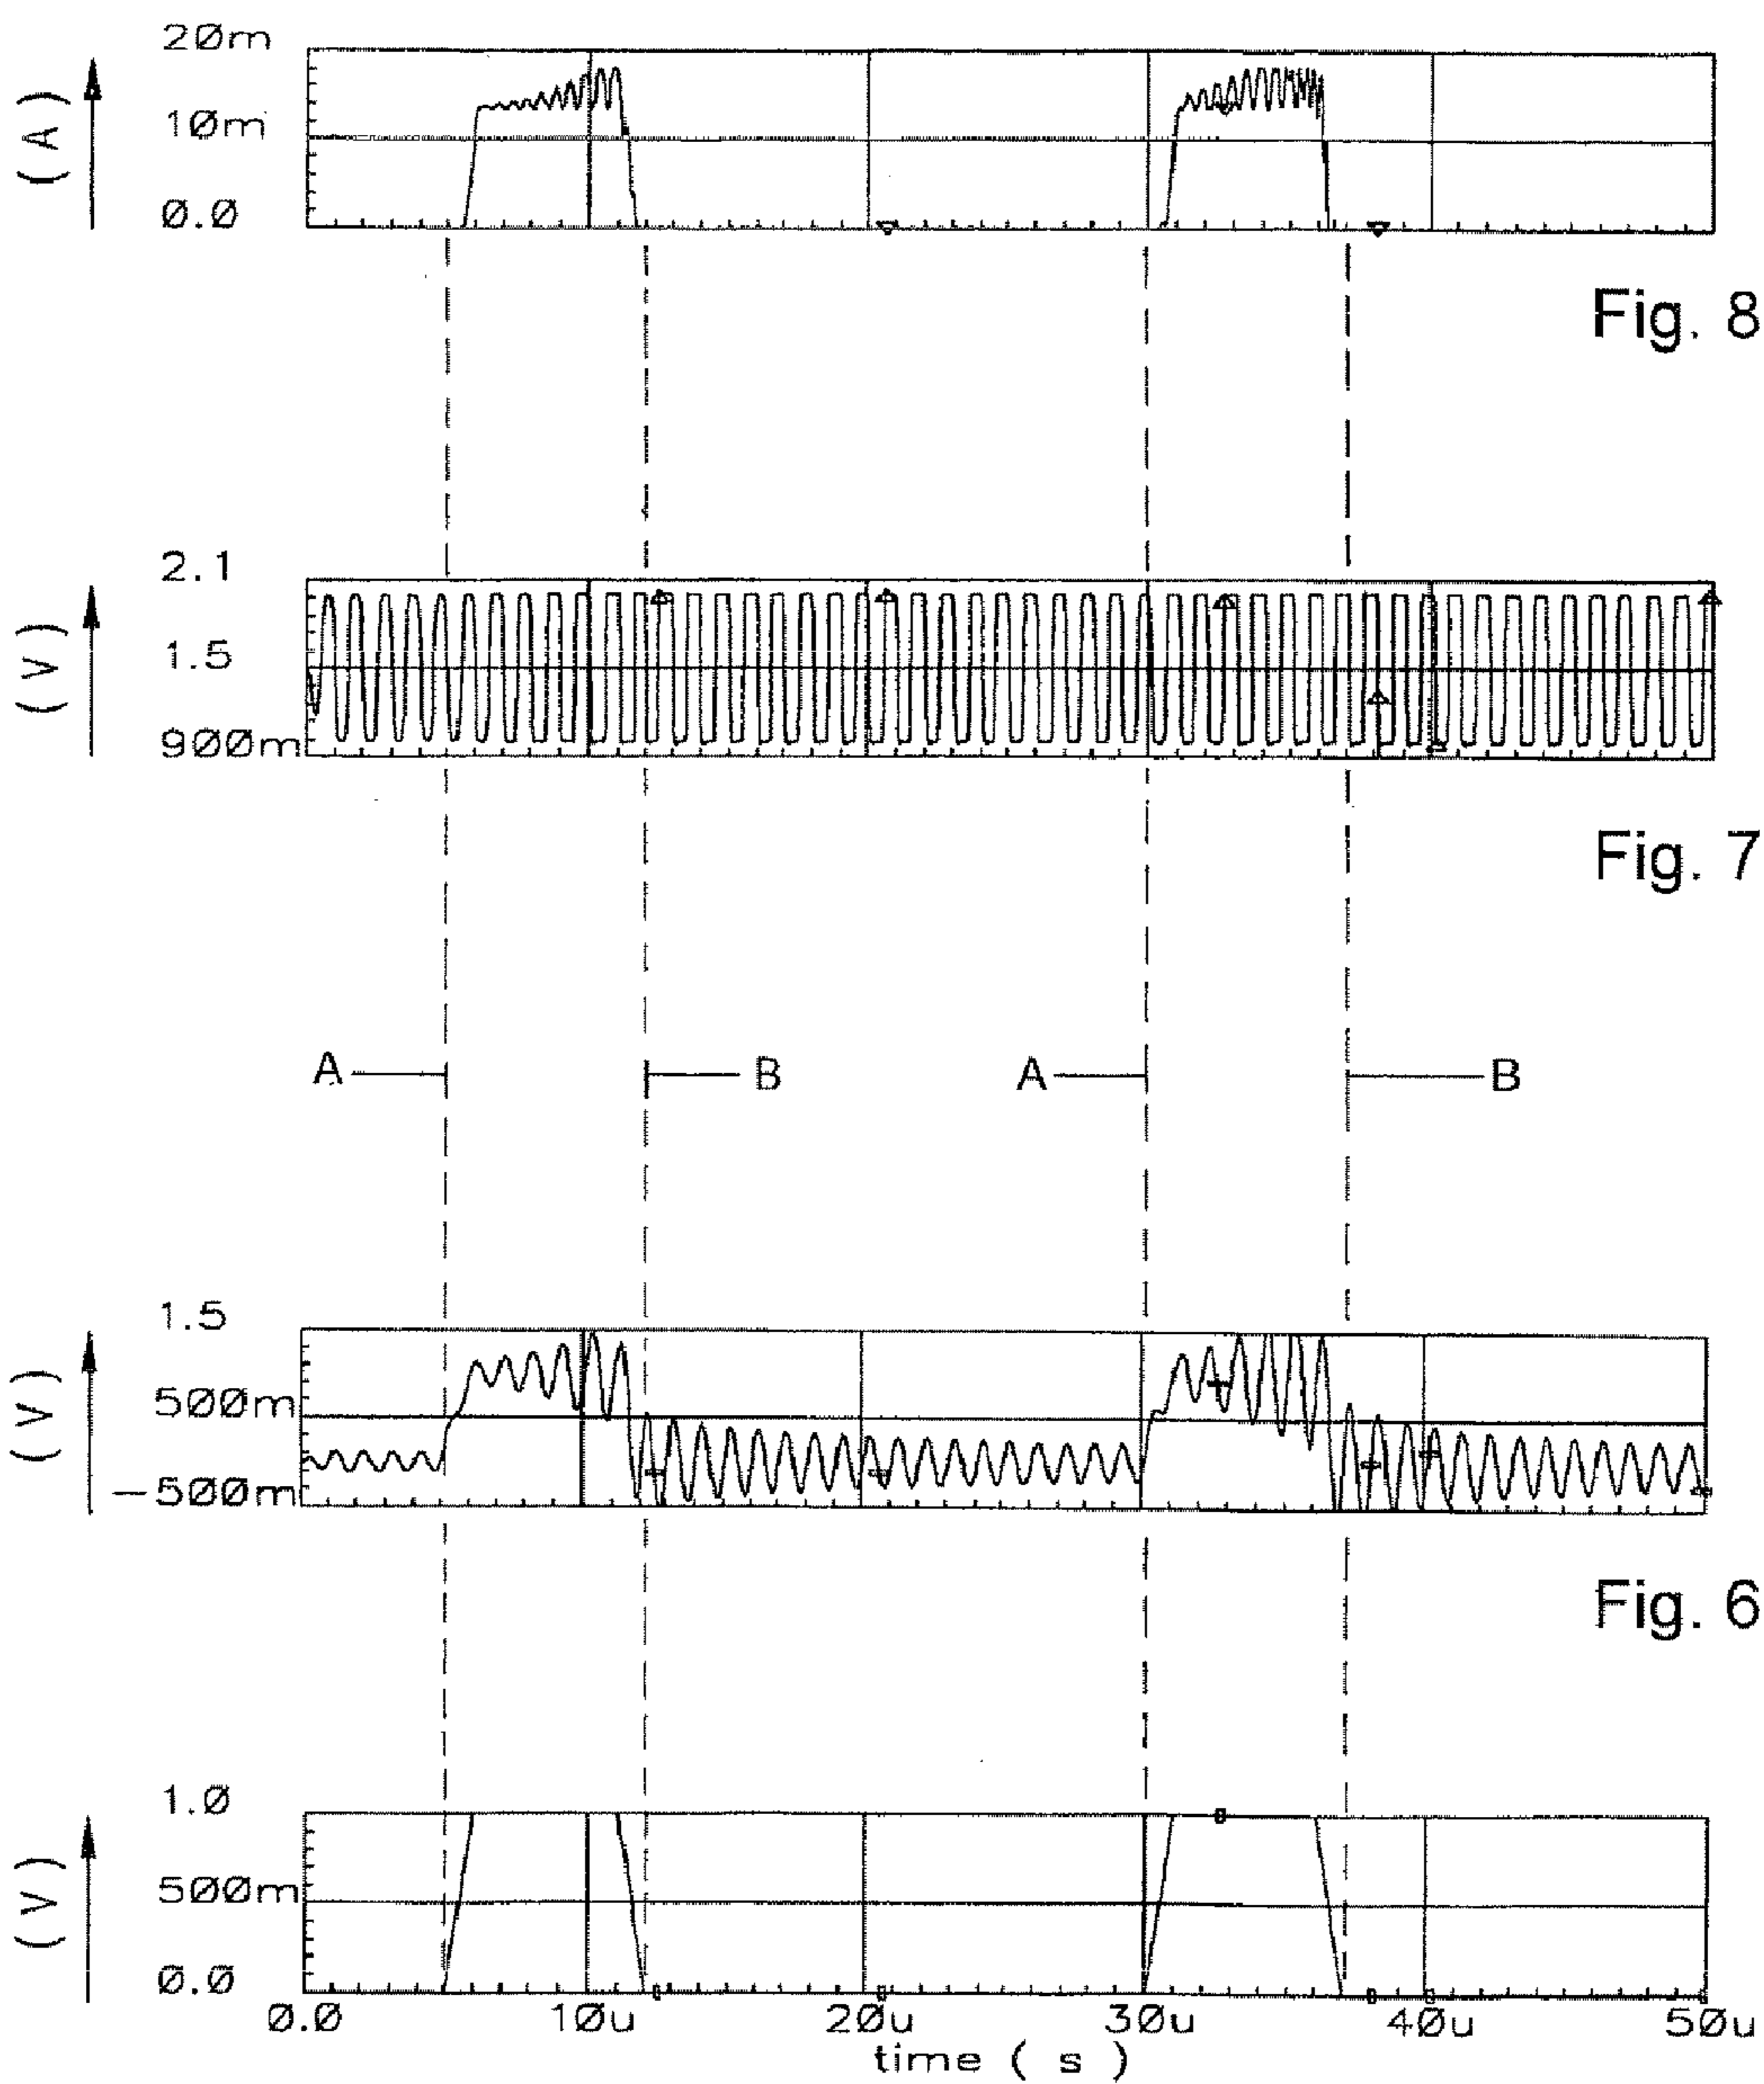 20m
10m
0.0
(A)
Fig. 8
2.1
1.5
900m
(V)
Fig. 7
A B A B
1.5
500m
-500m
(V)
Fig. 6
1.0
500m
0.0
(V)
0.0 10u 20u 30u 40u 50u
time ( s )